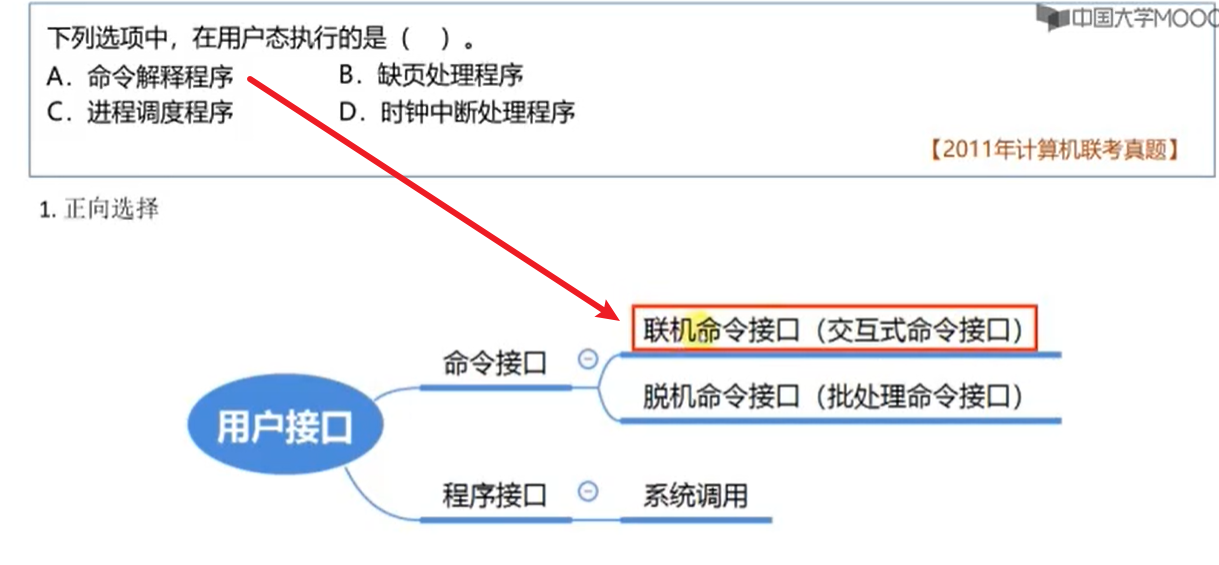 中国大学MOOC
下列选项中，在用户态执行的是（ ）。
A．命令解释程序 B．缺页处理程序
C．进程调度程序 D．时钟中断处理程序
【2011年计算机联考真题】
1. 正向选择
联机命令接口（交互式命令接口）
命令接口
脱机命令接口（批处理命令接口）
用户接口
程序接口 系统调用